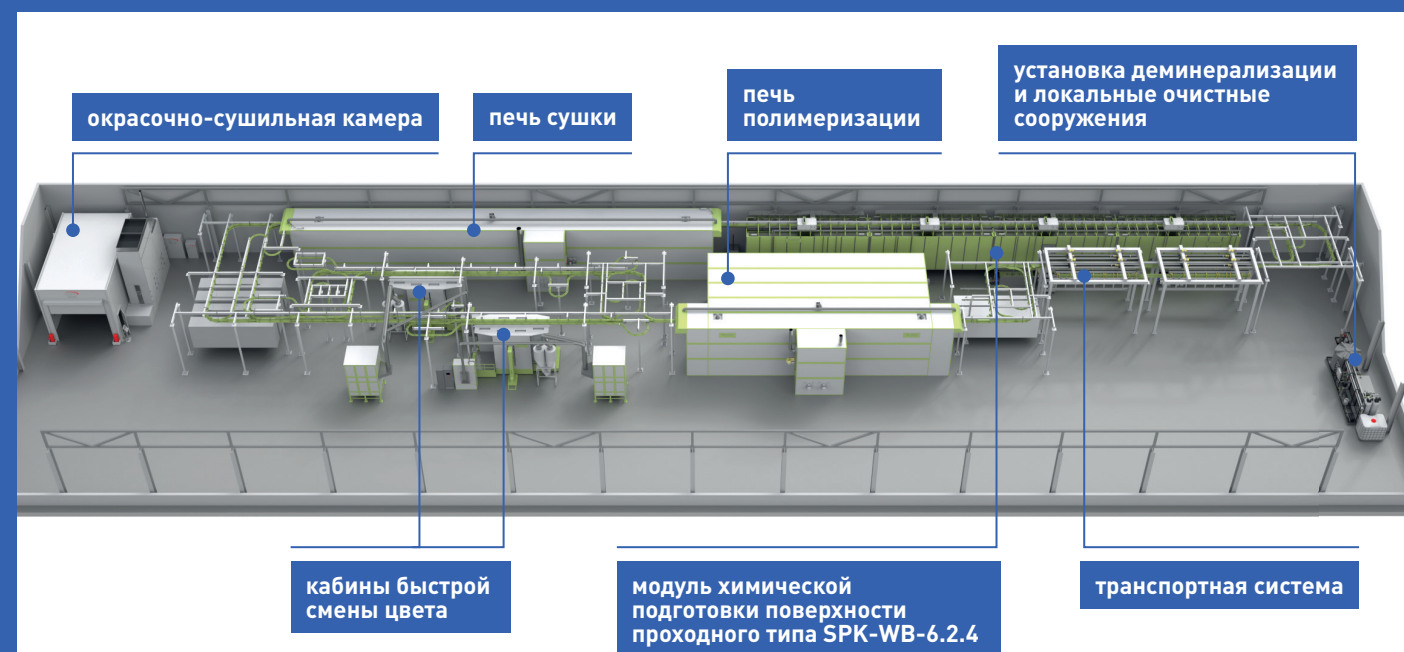 окрасочно-сушильная камера
печь сушки
печь
полимеризации
установка деминерализации
и локальные очистные
сооружения
кабины быстрой
смены цвета
модуль химической
подготовки поверхности
проходного типа SPK-WB-6.2.4
транспортная система